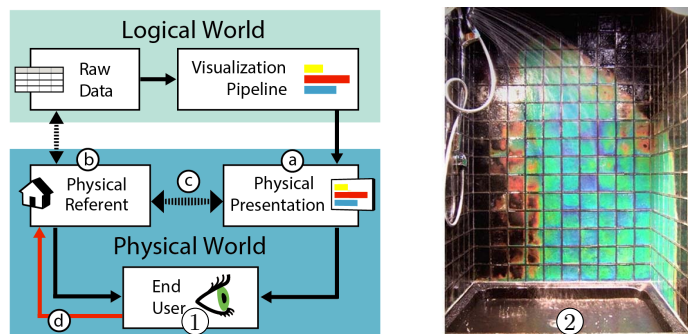 Logical World
Raw
Data
Visualization
Pipeline
b
a
Physical
Referent
c
Physical
Presentation
Physical World
End
User
d
1
2